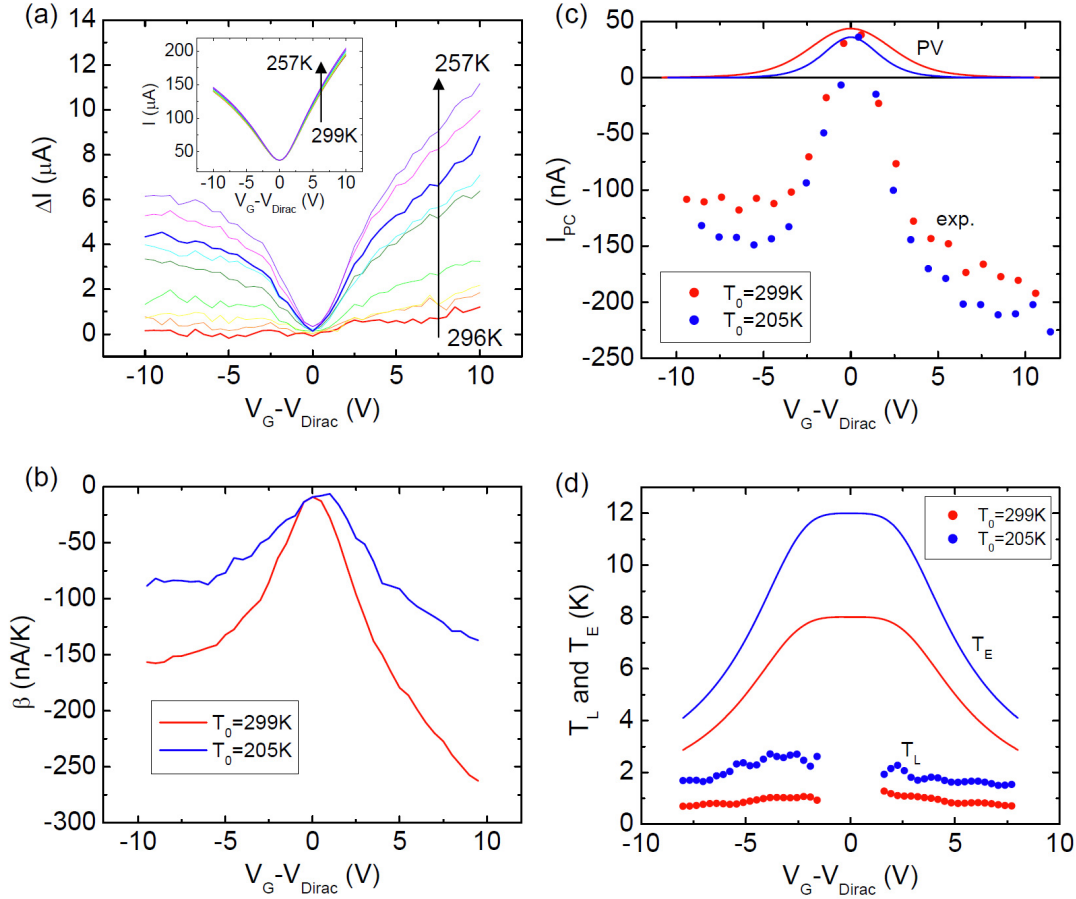 (a)
14
12
10
8
6
4
2
0
ΔI (μA)
-10 -5 0 5 10
V_G-V_Dirac (V)
257K
296K
200
150
100
50
I (μA)
-10 -5 0 5 10
V_G-V_Dirac (V)
257K
299K
(c)
50
0
-50
-100
-150
-200
-250
I_PC (nA)
PV
exp.
T_0=299K
T_0=205K
-10 -5 0 5 10
V_G-V_Dirac (V)
(b)
0
-50
-100
-150
-200
-250
-300
β (nA/K)
T_0=299K
T_0=205K
-10 -5 0 5 10
V_G-V_Dirac (V)
(d)
12
10
8
6
4
2
0
T_L and T_E (K)
T_0=299K
T_0=205K
T_E
T_L
-10 -5 0 5 10
V_G-V_Dirac (V)